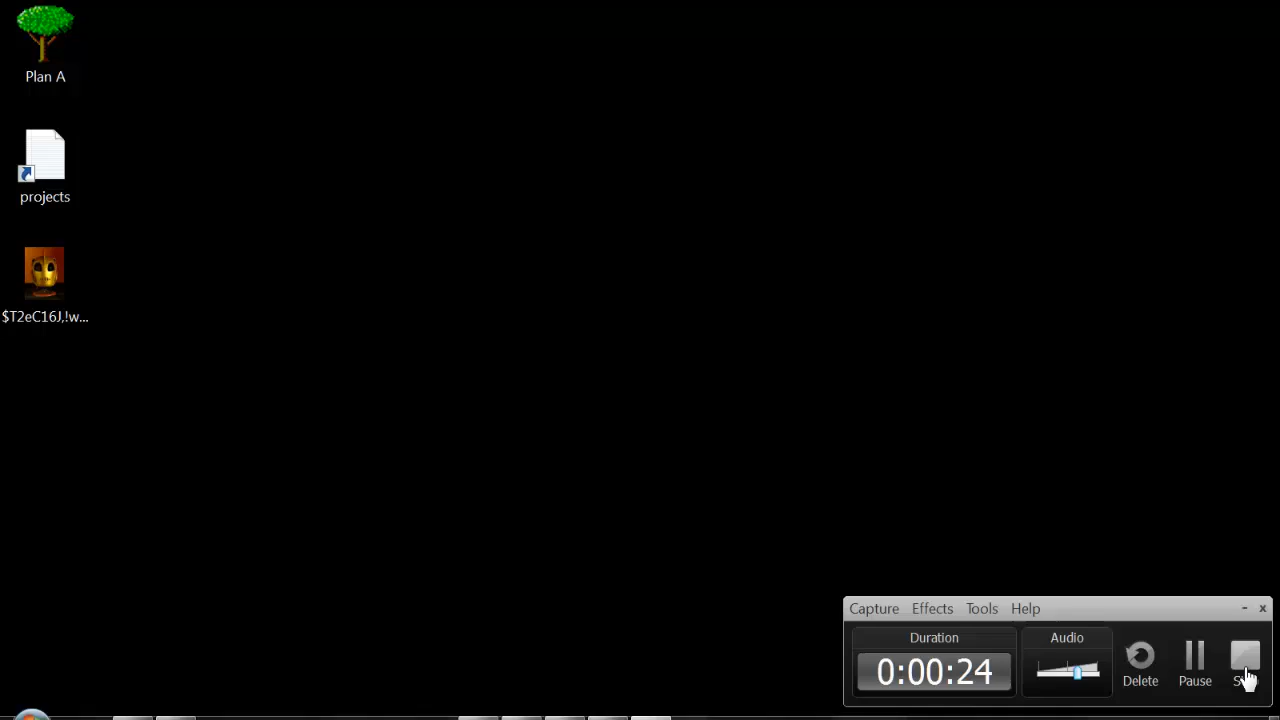 Plan A
projects
$T2eC16J,!w...
Capture Effects Tools Help
Duration
Audio
0:00:24
Delete
Pause